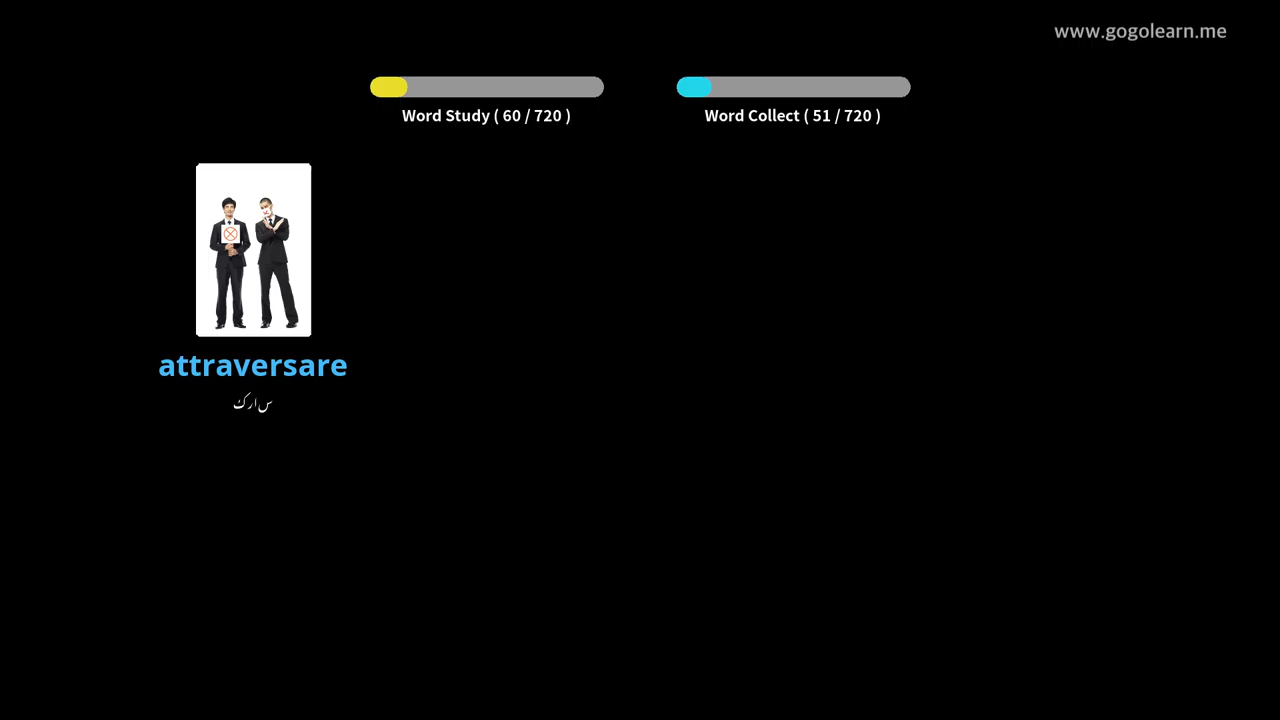 www.gogolearn.me
Word Study ( 60 / 720 )
Word Collect ( 51 / 720 )
attraversare
س ارک